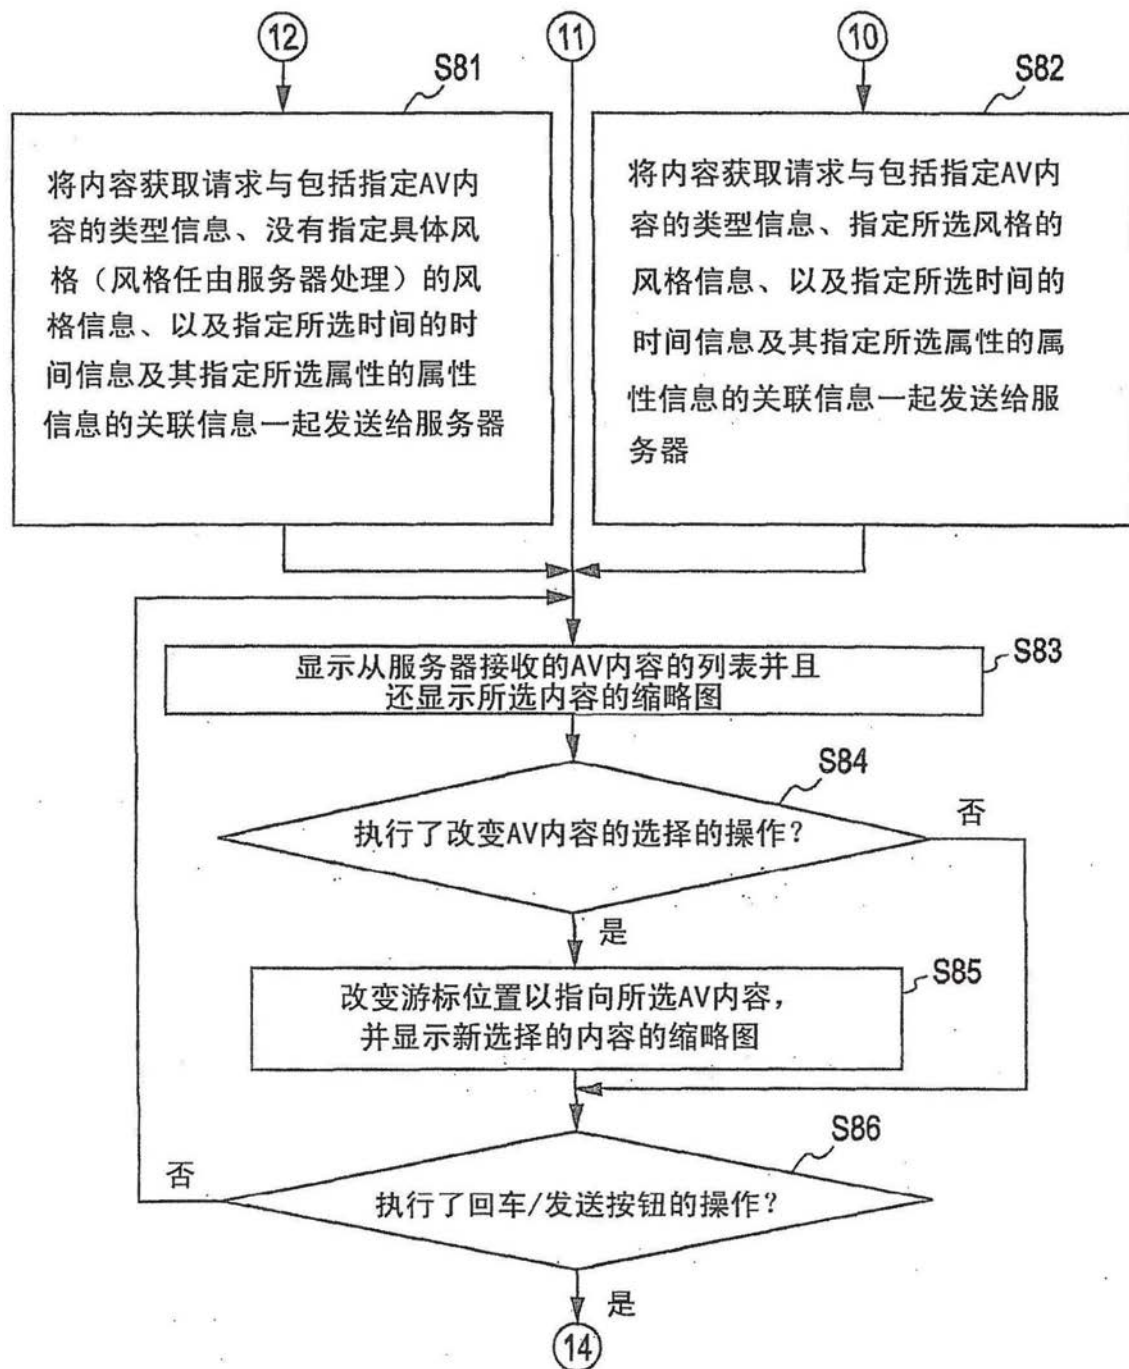 12
11
10
S81
S82
将内容获取请求与包括指定AV内
容的类型信息、没有指定具体风
格（风格任由服务器处理）的风
格信息、以及指定所选时间的时
间信息及其指定所选属性的属性
信息的关联信息一起发送给服务器
将内容获取请求与包括指定AV内
容的类型信息、指定所选风格的
风格信息、以及指定所选时间的
时间信息及其指定所选属性的属
性信息的关联信息一起发送给服
务器
S83
显示从服务器接收的AV内容的列表并且
还显示所选内容的缩略图
S84
执行了改变AV内容的选择的操作？
否
是
S85
改变游标位置以指向所选AV内容，
并显示新选择的内容的缩略图
S86
否
执行了回车/发送按钮的操作？
是
14